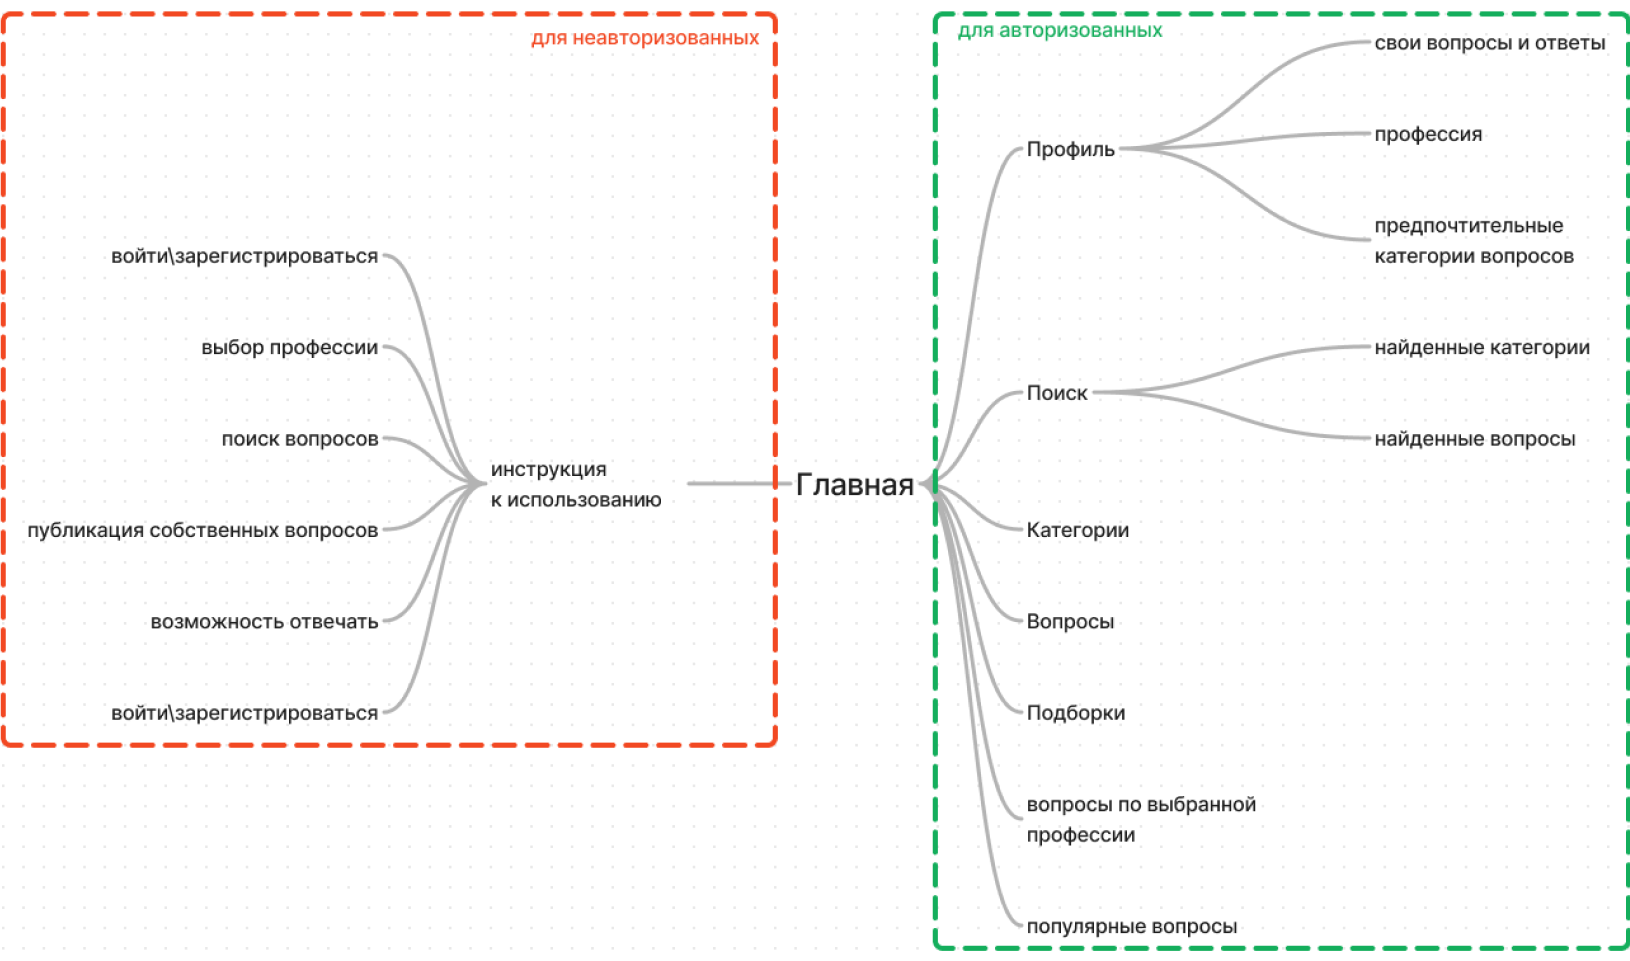 для неавторизованных
войти\зарегистрироваться
выбор профессии
поиск вопросов
публикация собственных вопросов
возможность отвечать
войти\зарегистрироваться
инструкция
к использованию
Главная
для авторизованных
Профиль
свои вопросы и ответы
профессия
предпочтительные
категории вопросов
Поиск
найденные категории
найденные вопросы
Категории
Вопросы
Подборки
вопросы по выбранной
профессии
популярные вопросы